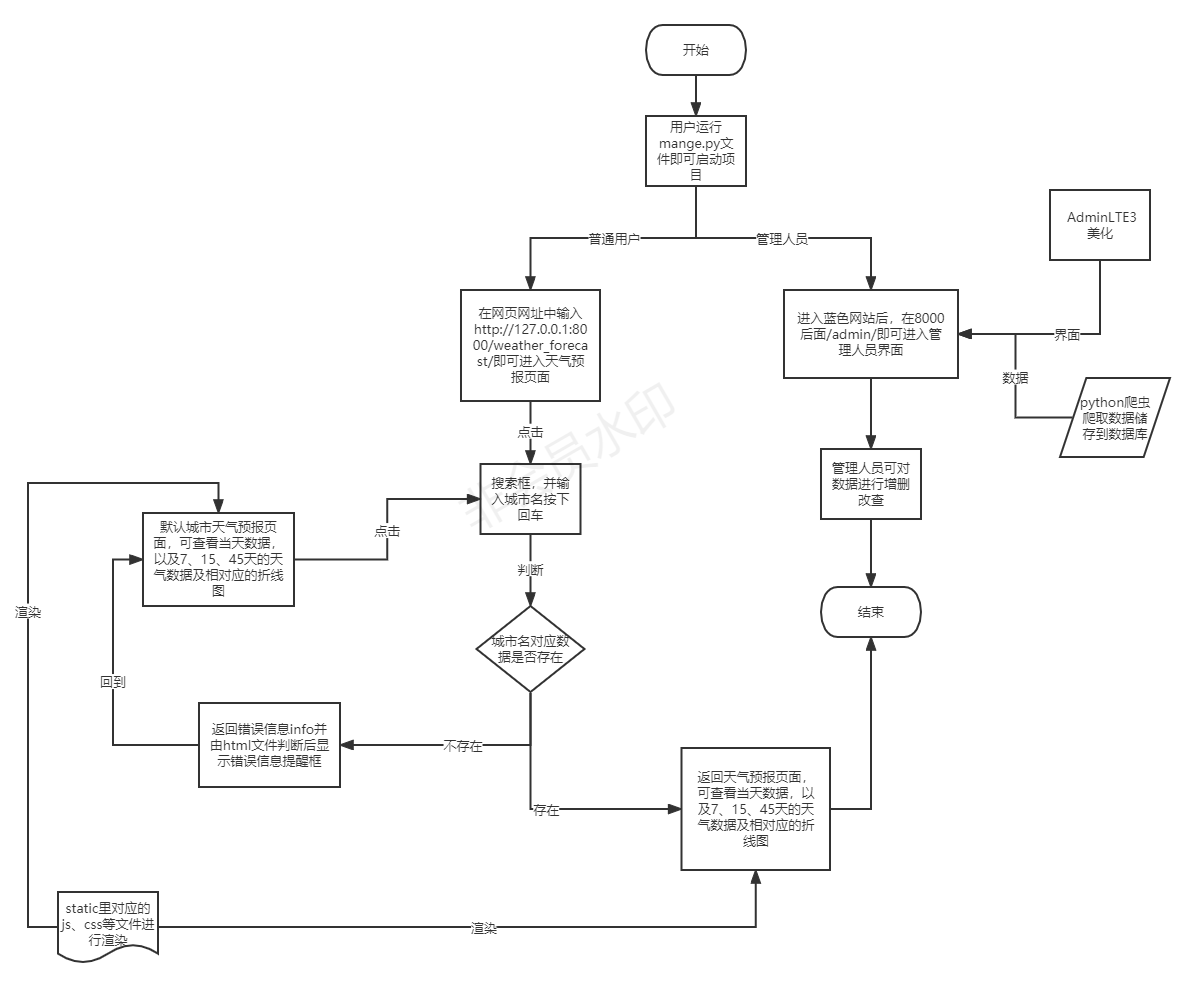 开始
用户运行
mange.py文
件即可启动项
目
普通用户
管理人员
AdminLTE3
美化
在网页网址中输入
http://127.0.0.1:80
00/weather_foreca
st/即可进入天气预
报页面
进入蓝色网站后，在8000
后面/admin/即可进入管
理人员界面
界面
数据
python爬虫
爬取数据储
存到数据库
点击
搜索框，并输
入城市名按下
回车
管理人员可对
数据进行增删
改查
默认城市天气预报页
面，可查看当天数据，
以及7、15、45天的天
气数据及相对应的折线
图
点击
判断
渲染
结束
城市名对应数
据是否存在
回到
返回错误信息info并
由html文件判断后显
示错误信息提醒框
不存在
存在
返回天气预报页面，
可查看当天数据，以
及7、15、45天的天
气数据及相对应的折
线图
static里对应的
js、css等文件进
行渲染
渲染
非会员水印